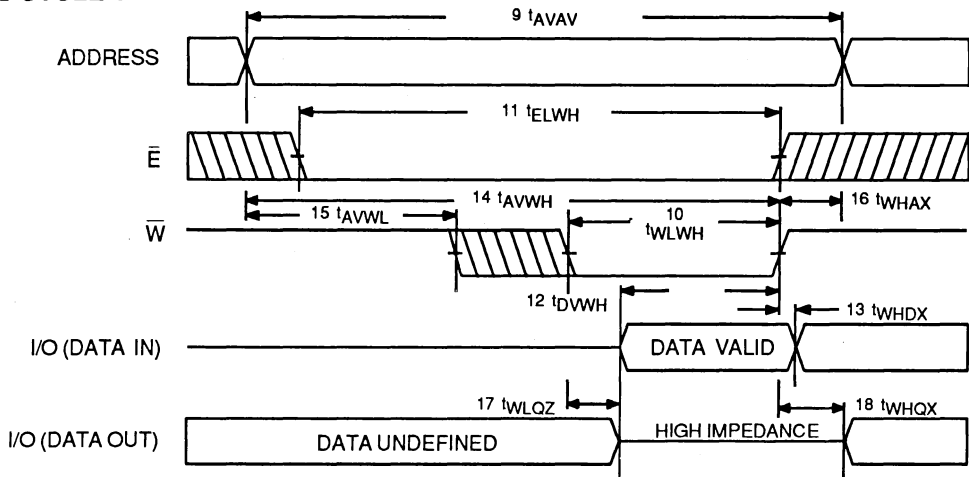 9 tAVAV
ADDRESS
11 tELWH
E
14 tAVWH
16 tWHAX
15 tAVWL
10
tWLWH
W
12 tDVWH
13 tWHDX
I/O (DATA IN)
DATA VALID
17 tWLQZ
18 tWHQX
HIGH IMPEDANCE
I/O (DATA OUT)
DATA UNDEFINED